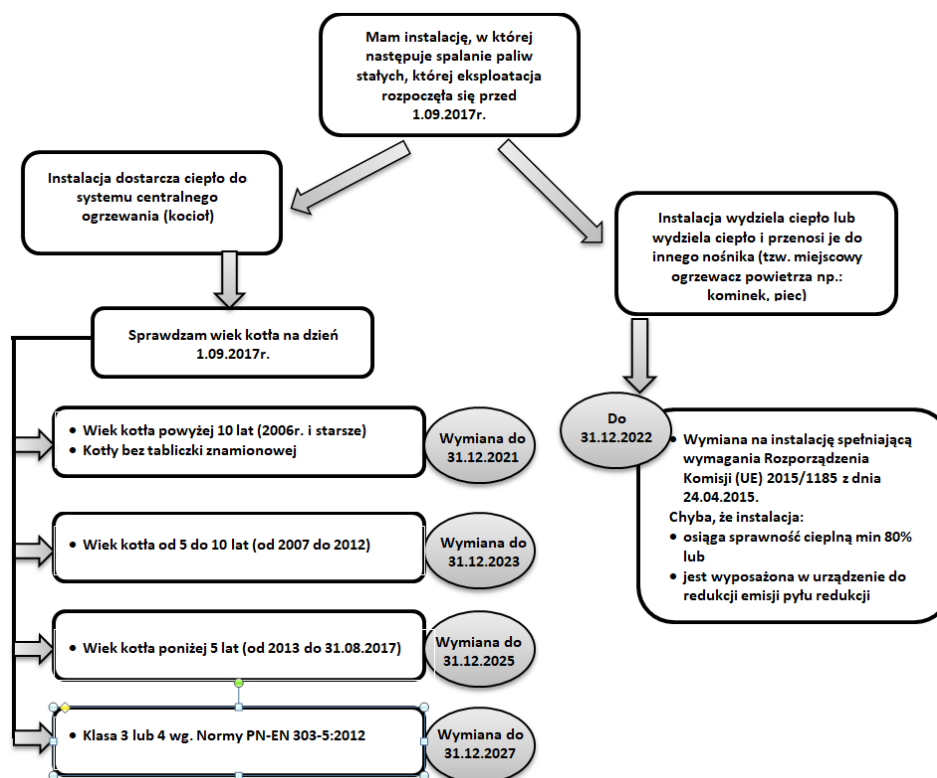 Mam instalację, w której
następuje spalanie paliw
stałych, której eksploatacja
rozpoczęła się przed
1.09.2017r.
Instalacja dostarcza ciepło do
systemu centralnego
ogrzewania (kocioł)
Instalacja wydziela ciepło lub
wydziela ciepło i przenosi je do
innego nośnika (tzw. miejscowy
ogrzewacz powietrza np.:
kominek, piec)
Sprawdzam wiek kotła na dzień
1.09.2017r.
• Wiek kotła powyżej 10 lat (2006r. i starsze)
• Kotły bez tabliczki znamionowej
Wymiana do
31.12.2021
• Wiek kotła od 5 do 10 lat (od 2007 do 2012)
Wymiana do
31.12.2023
• Wiek kotła poniżej 5 lat (od 2013 do 31.08.2017)
Wymiana do
31.12.2025
• Klasa 3 lub 4 wg. Normy PN-EN 303-5:2012
Wymiana do
31.12.2027
Do
31.12.2022
• Wymiana na instalację spełniającą
wymagania Rozporządzenia
Komisji (UE) 2015/1185 z dnia
24.04.2015.
Chyba, że instalacja:
• osiąga sprawność cieplną min 80%
lub
• jest wyposażona w urządzenie do
redukcji emisji pyłu redukcji